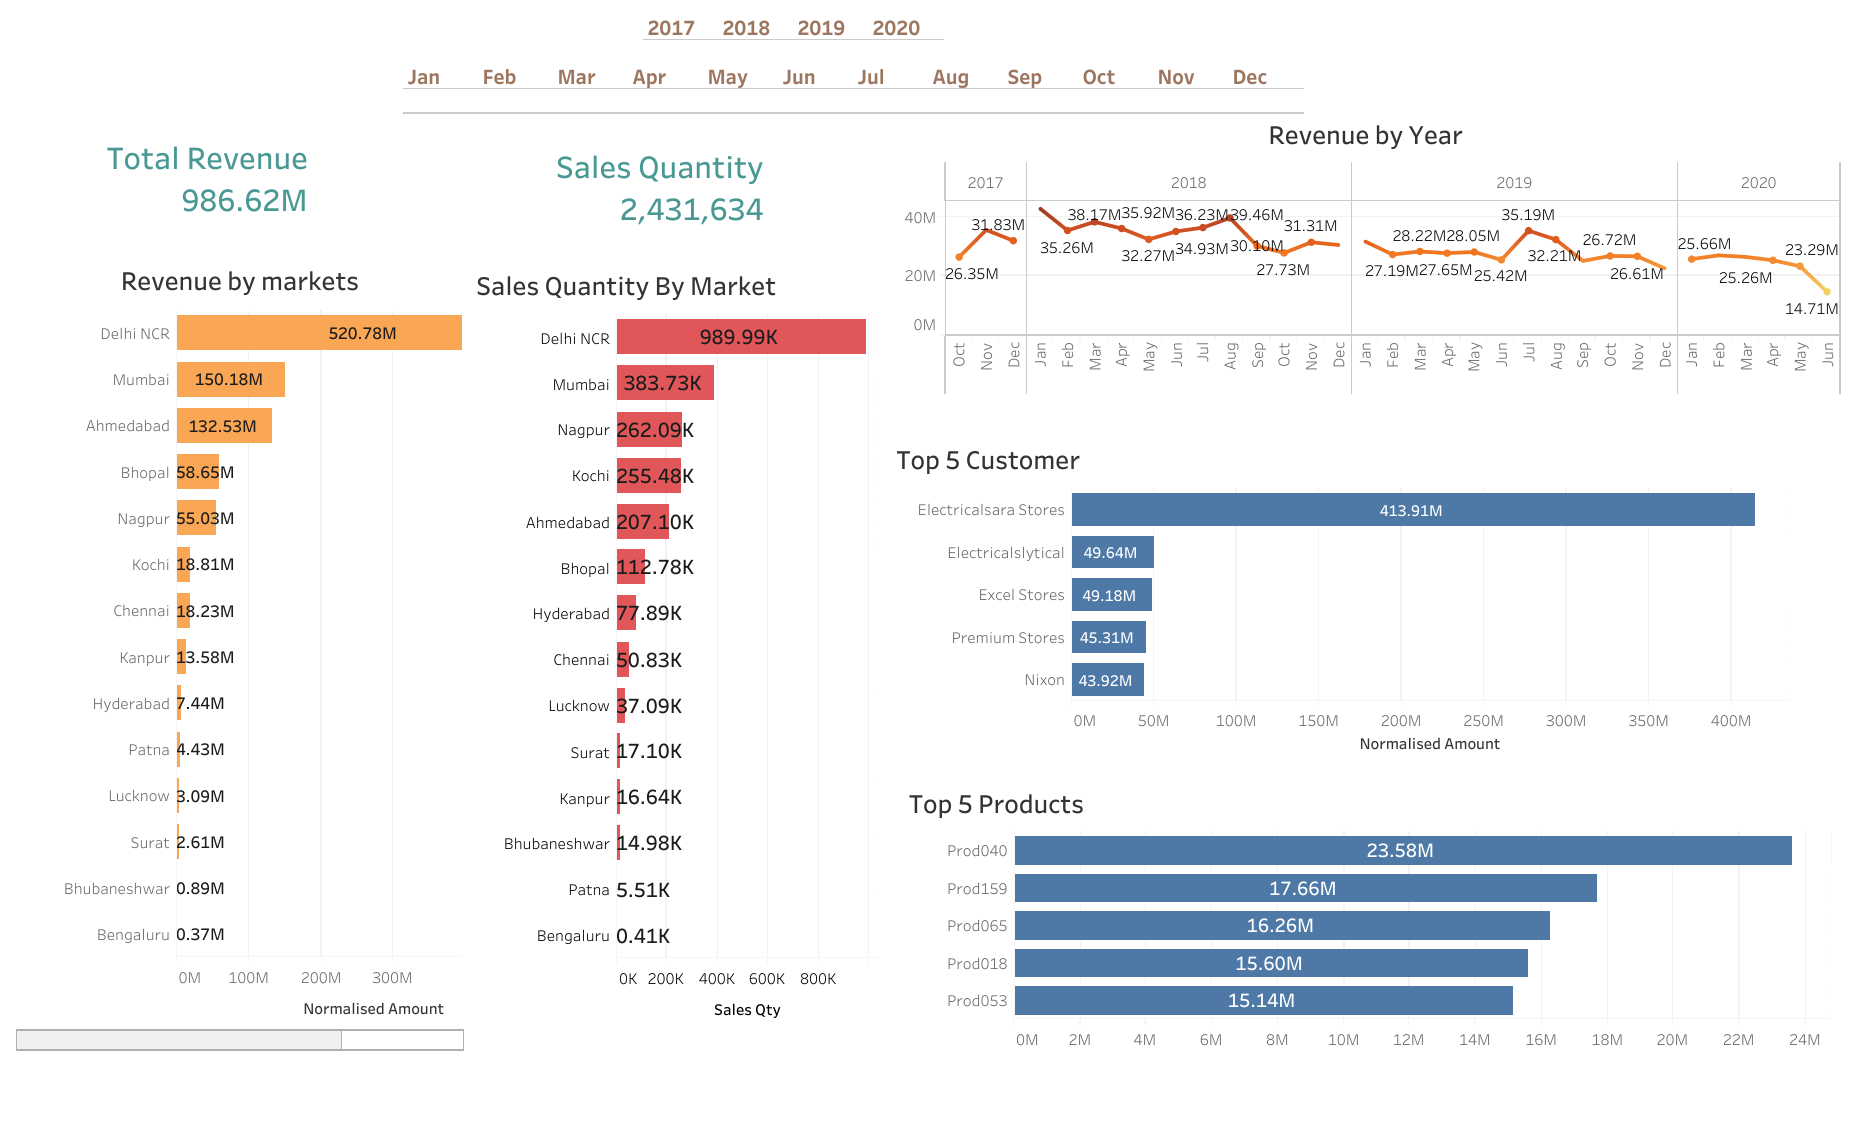 2017 2018 2019 2020
Jan Feb Mar Apr May Jun Jul Aug Sep Oct Nov Dec
Total Revenue
986.62M
Sales Quantity
2,431,634
Revenue by markets
Delhi NCR 520.78M
Mumbai 150.18M
Ahmedabad 132.53M
Bhopal 58.65M
Nagpur 55.03M
Kochi 18.81M
Chennai 18.23M
Kanpur 13.58M
Hyderabad 7.44M
Patna 4.43M
Lucknow 3.09M
Surat 2.61M
Bhubaneshwar 0.89M
Bengaluru 0.37M
0M 100M 200M 300M
Normalised Amount
Sales Quantity By Market
Delhi NCR 989.99K
Mumbai 383.73K
Nagpur 262.09K
Kochi 255.48K
Ahmedabad 207.10K
Bhopal 112.78K
Hyderabad 77.89K
Chennai 50.83K
Lucknow 37.09K
Surat 17.10K
Kanpur 16.64K
Bhubaneshwar 14.98K
Patna 5.51K
Bengaluru 0.41K
0K 200K 400K 600K 800K
Sales Qty
Revenue by Year
2017 2018 2019 2020
40M
20M
0M
26.35M 31.83M
35.26M 38.17M 35.92M 32.27M 36.23M 34.93M 39.46M 30.10M 27.73M 31.31M
27.19M 28.22M 27.65M 28.05M 25.42M 35.19M 32.21M 26.72M 26.61M
25.66M 25.26M 23.29M 14.71M
Oct Nov Dec Jan Feb Mar Apr May Jun Jul Aug Sep Oct Nov Dec Jan Feb Mar Apr May Jun Jul Aug Sep Oct Nov Dec Jan Feb Mar Apr May Jun
Top 5 Customer
Electricalsara Stores 413.91M
Electricalslytical 49.64M
Excel Stores 49.18M
Premium Stores 45.31M
Nixon 43.92M
0M 50M 100M 150M 200M 250M 300M 350M 400M
Normalised Amount
Top 5 Products
Prod040 23.58M
Prod159 17.66M
Prod065 16.26M
Prod018 15.60M
Prod053 15.14M
0M 2M 4M 6M 8M 10M 12M 14M 16M 18M 20M 22M 24M